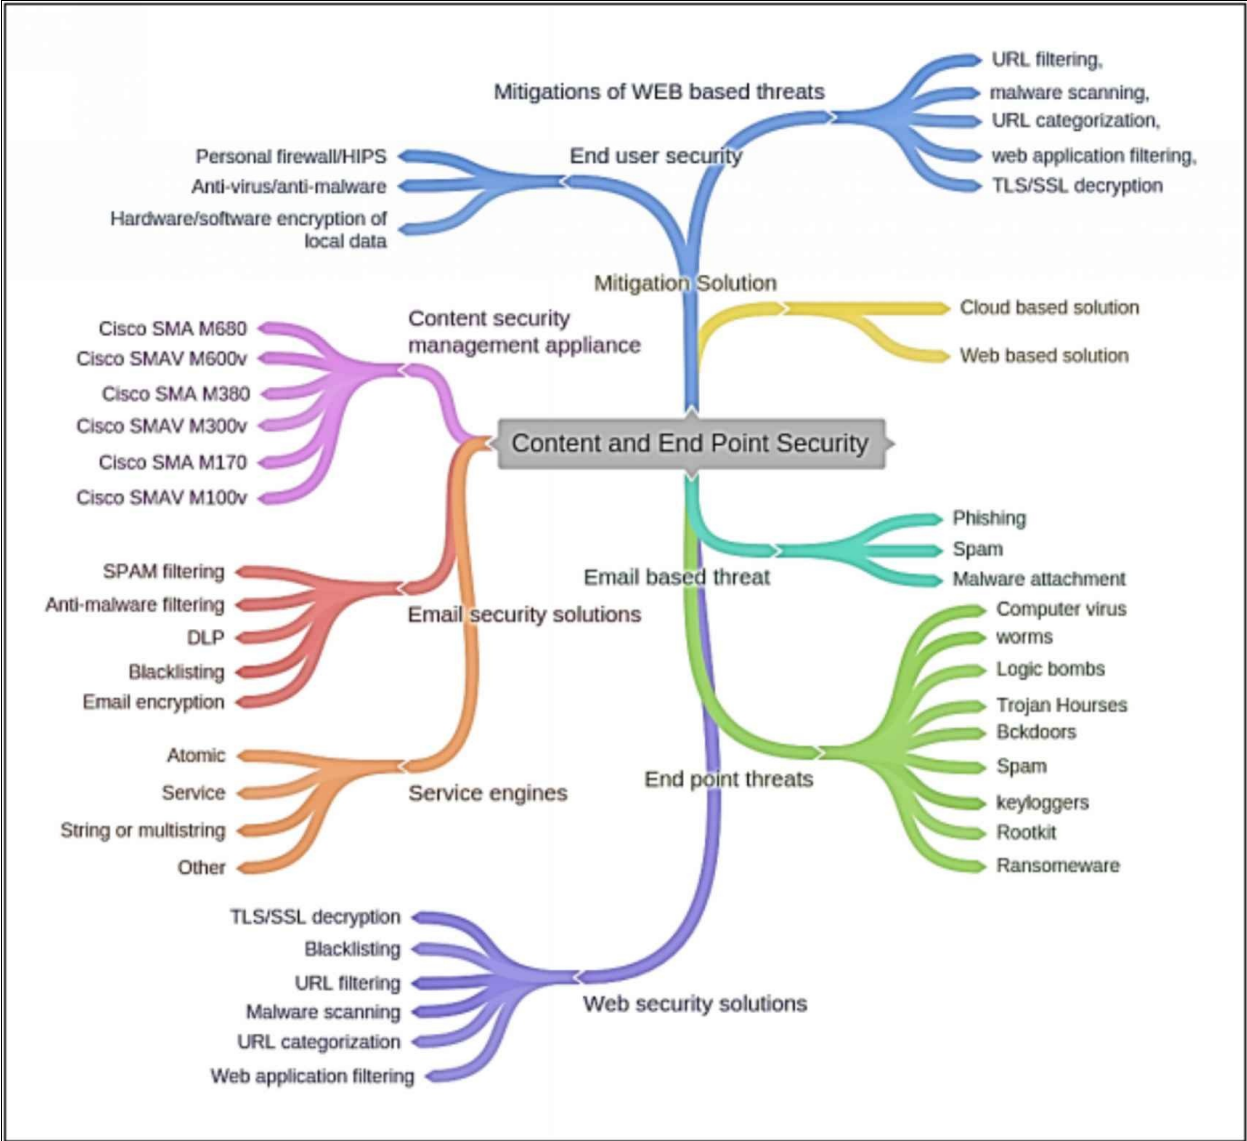 Mitigations of WEB based threats
URL filtering,
malware scanning,
URL categorization,
web application filtering,
TLS/SSL decryption
End user security
Personal firewall/HIPS
Anti-virus/anti-malware
Hardware/software encryption of
local data
Mitigation Solution
Cloud based solution
Web based solution
Content security
management appliance
Cisco SMA M680
Cisco SMAV M600v
Cisco SMA M380
Cisco SMAV M300v
Cisco SMA M170
Cisco SMAV M100v
Content and End Point Security
Email based threat
Phishing
Spam
Malware attachment
Email security solutions
SPAM filtering
Anti-malware filtering
DLP
Blacklisting
Email encryption
End point threats
Computer virus
worms
Logic bombs
Trojan Hourses
Bckdoors
Spam
keyloggers
Rootkit
Ransomeware
Service engines
Atomic
Service
String or multistring
Other
Web security solutions
TLS/SSL decryption
Blacklisting
URL filtering
Malware scanning
URL categorization
Web application filtering